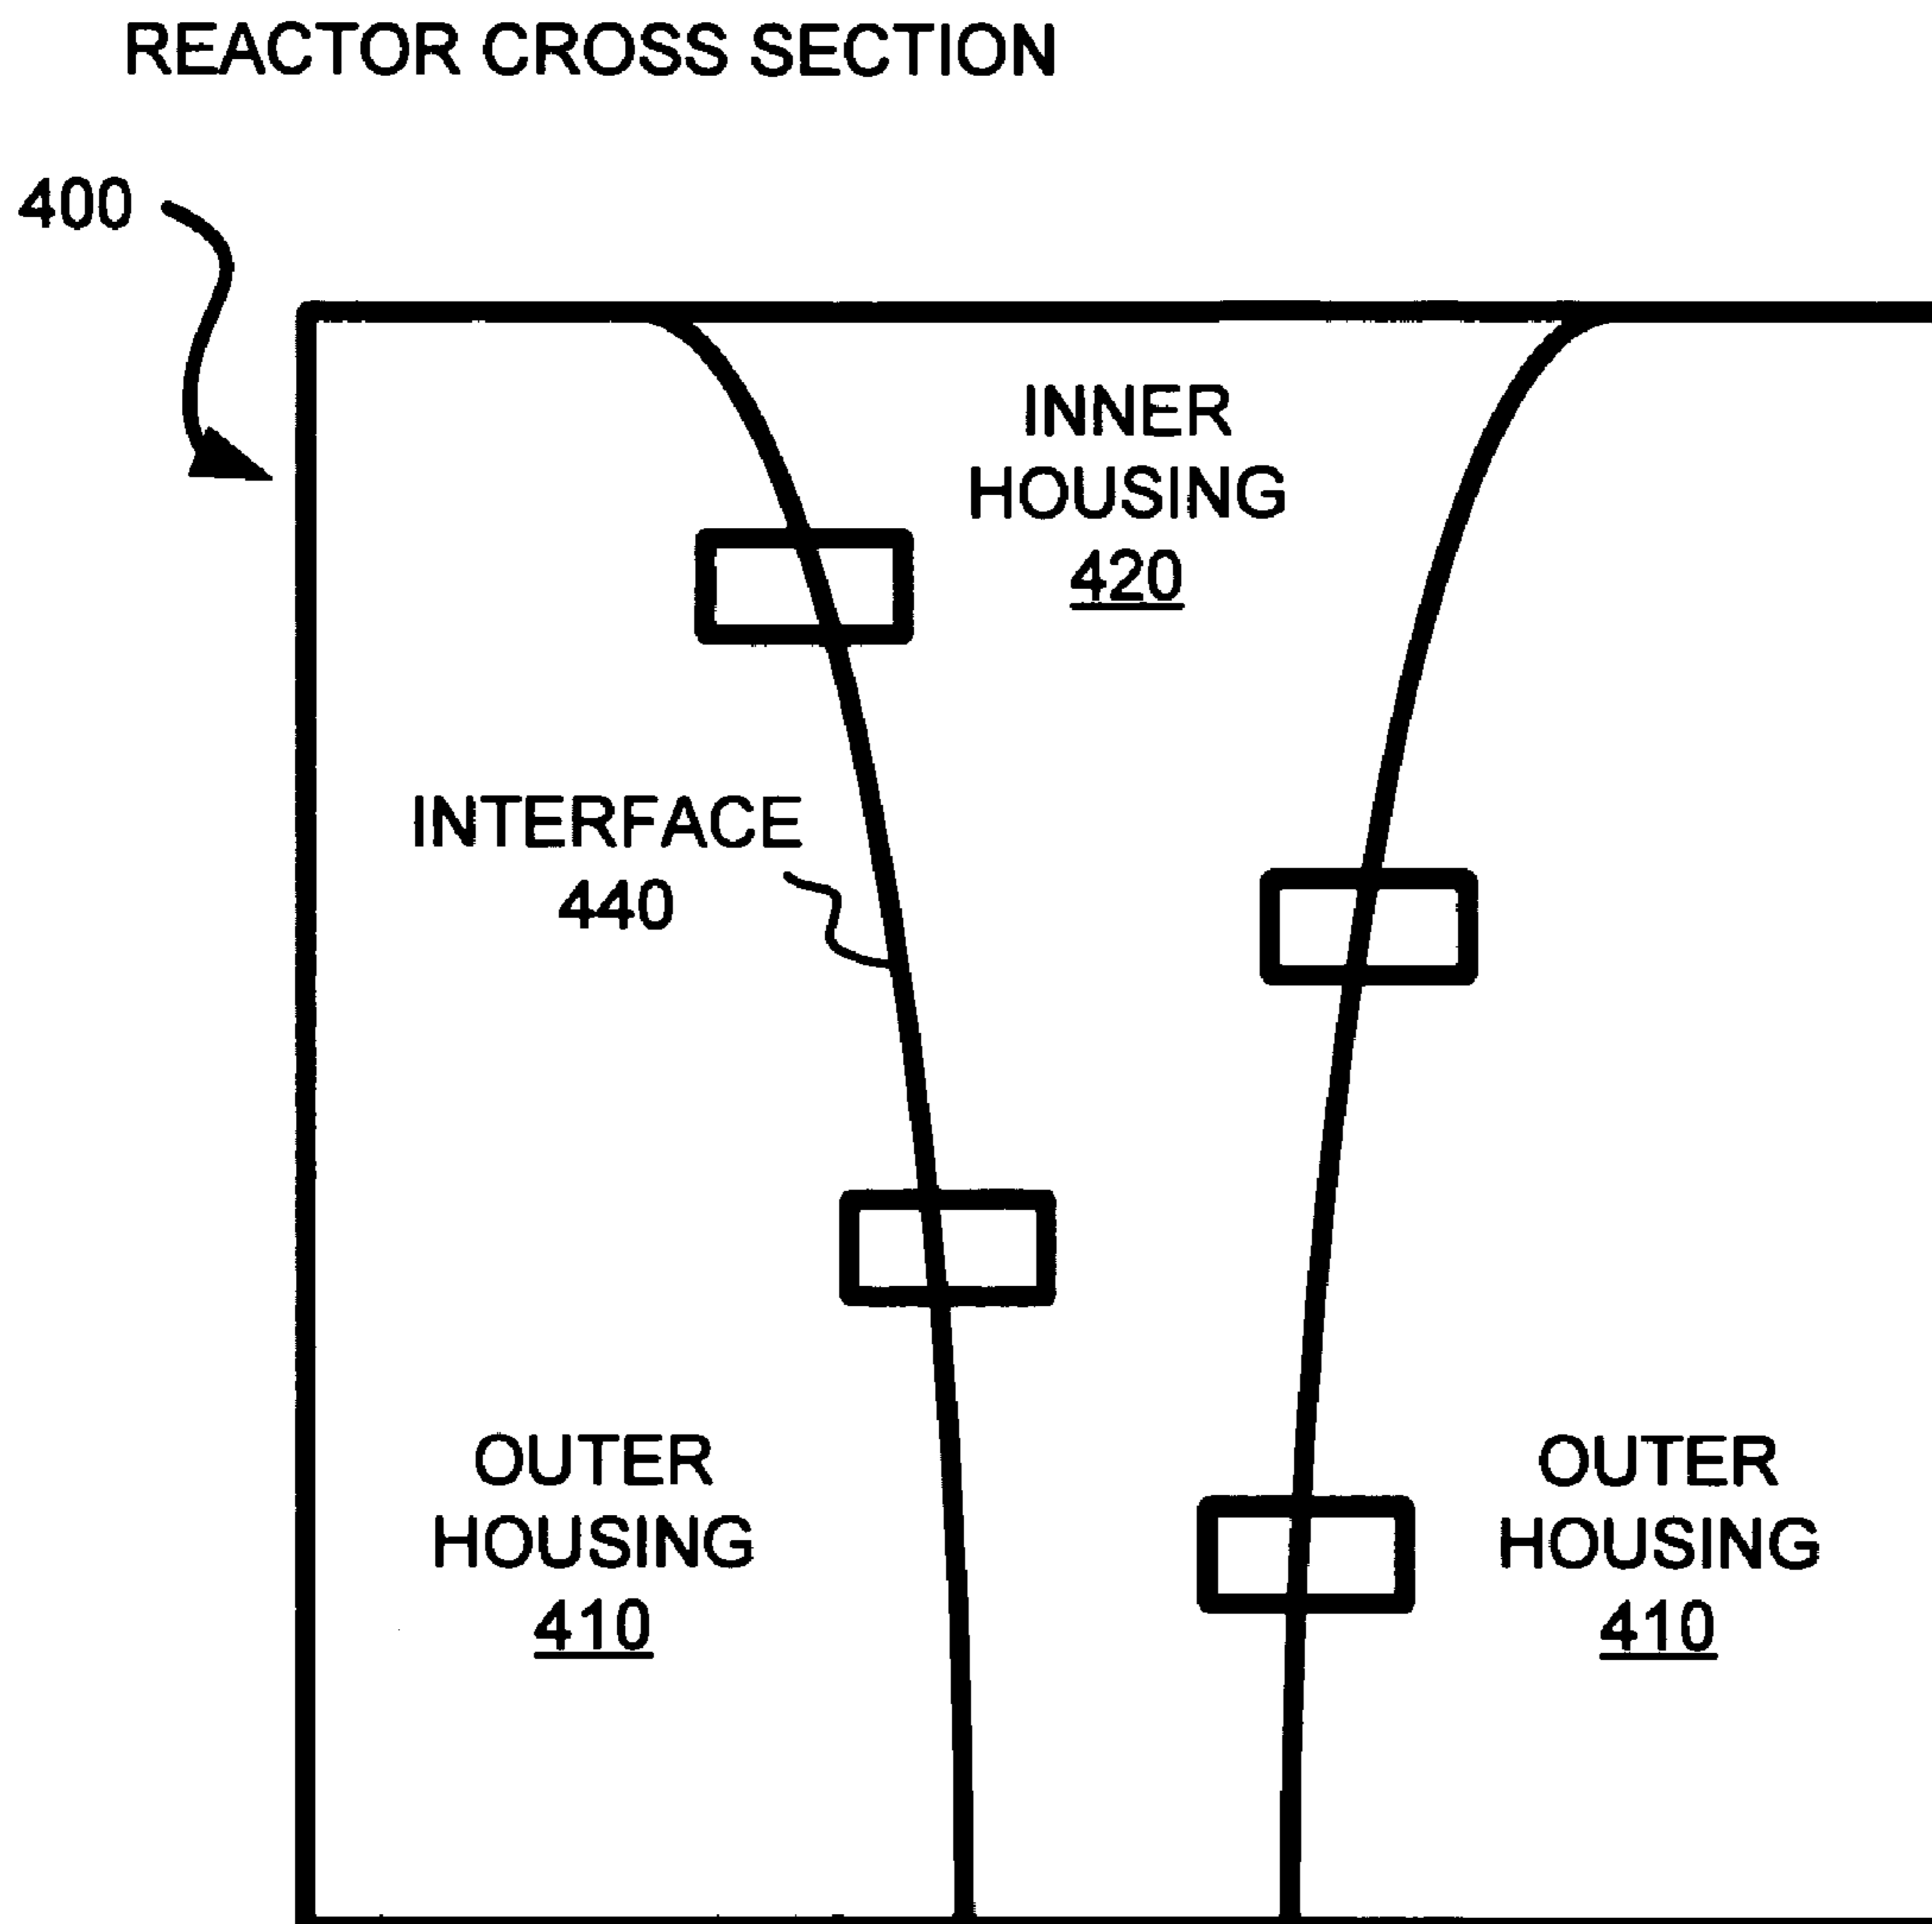 REACTOR CROSS SECTION
400
INNER
HOUSING
420
INTERFACE
440
OUTER
HOUSING
410
OUTER
HOUSING
410